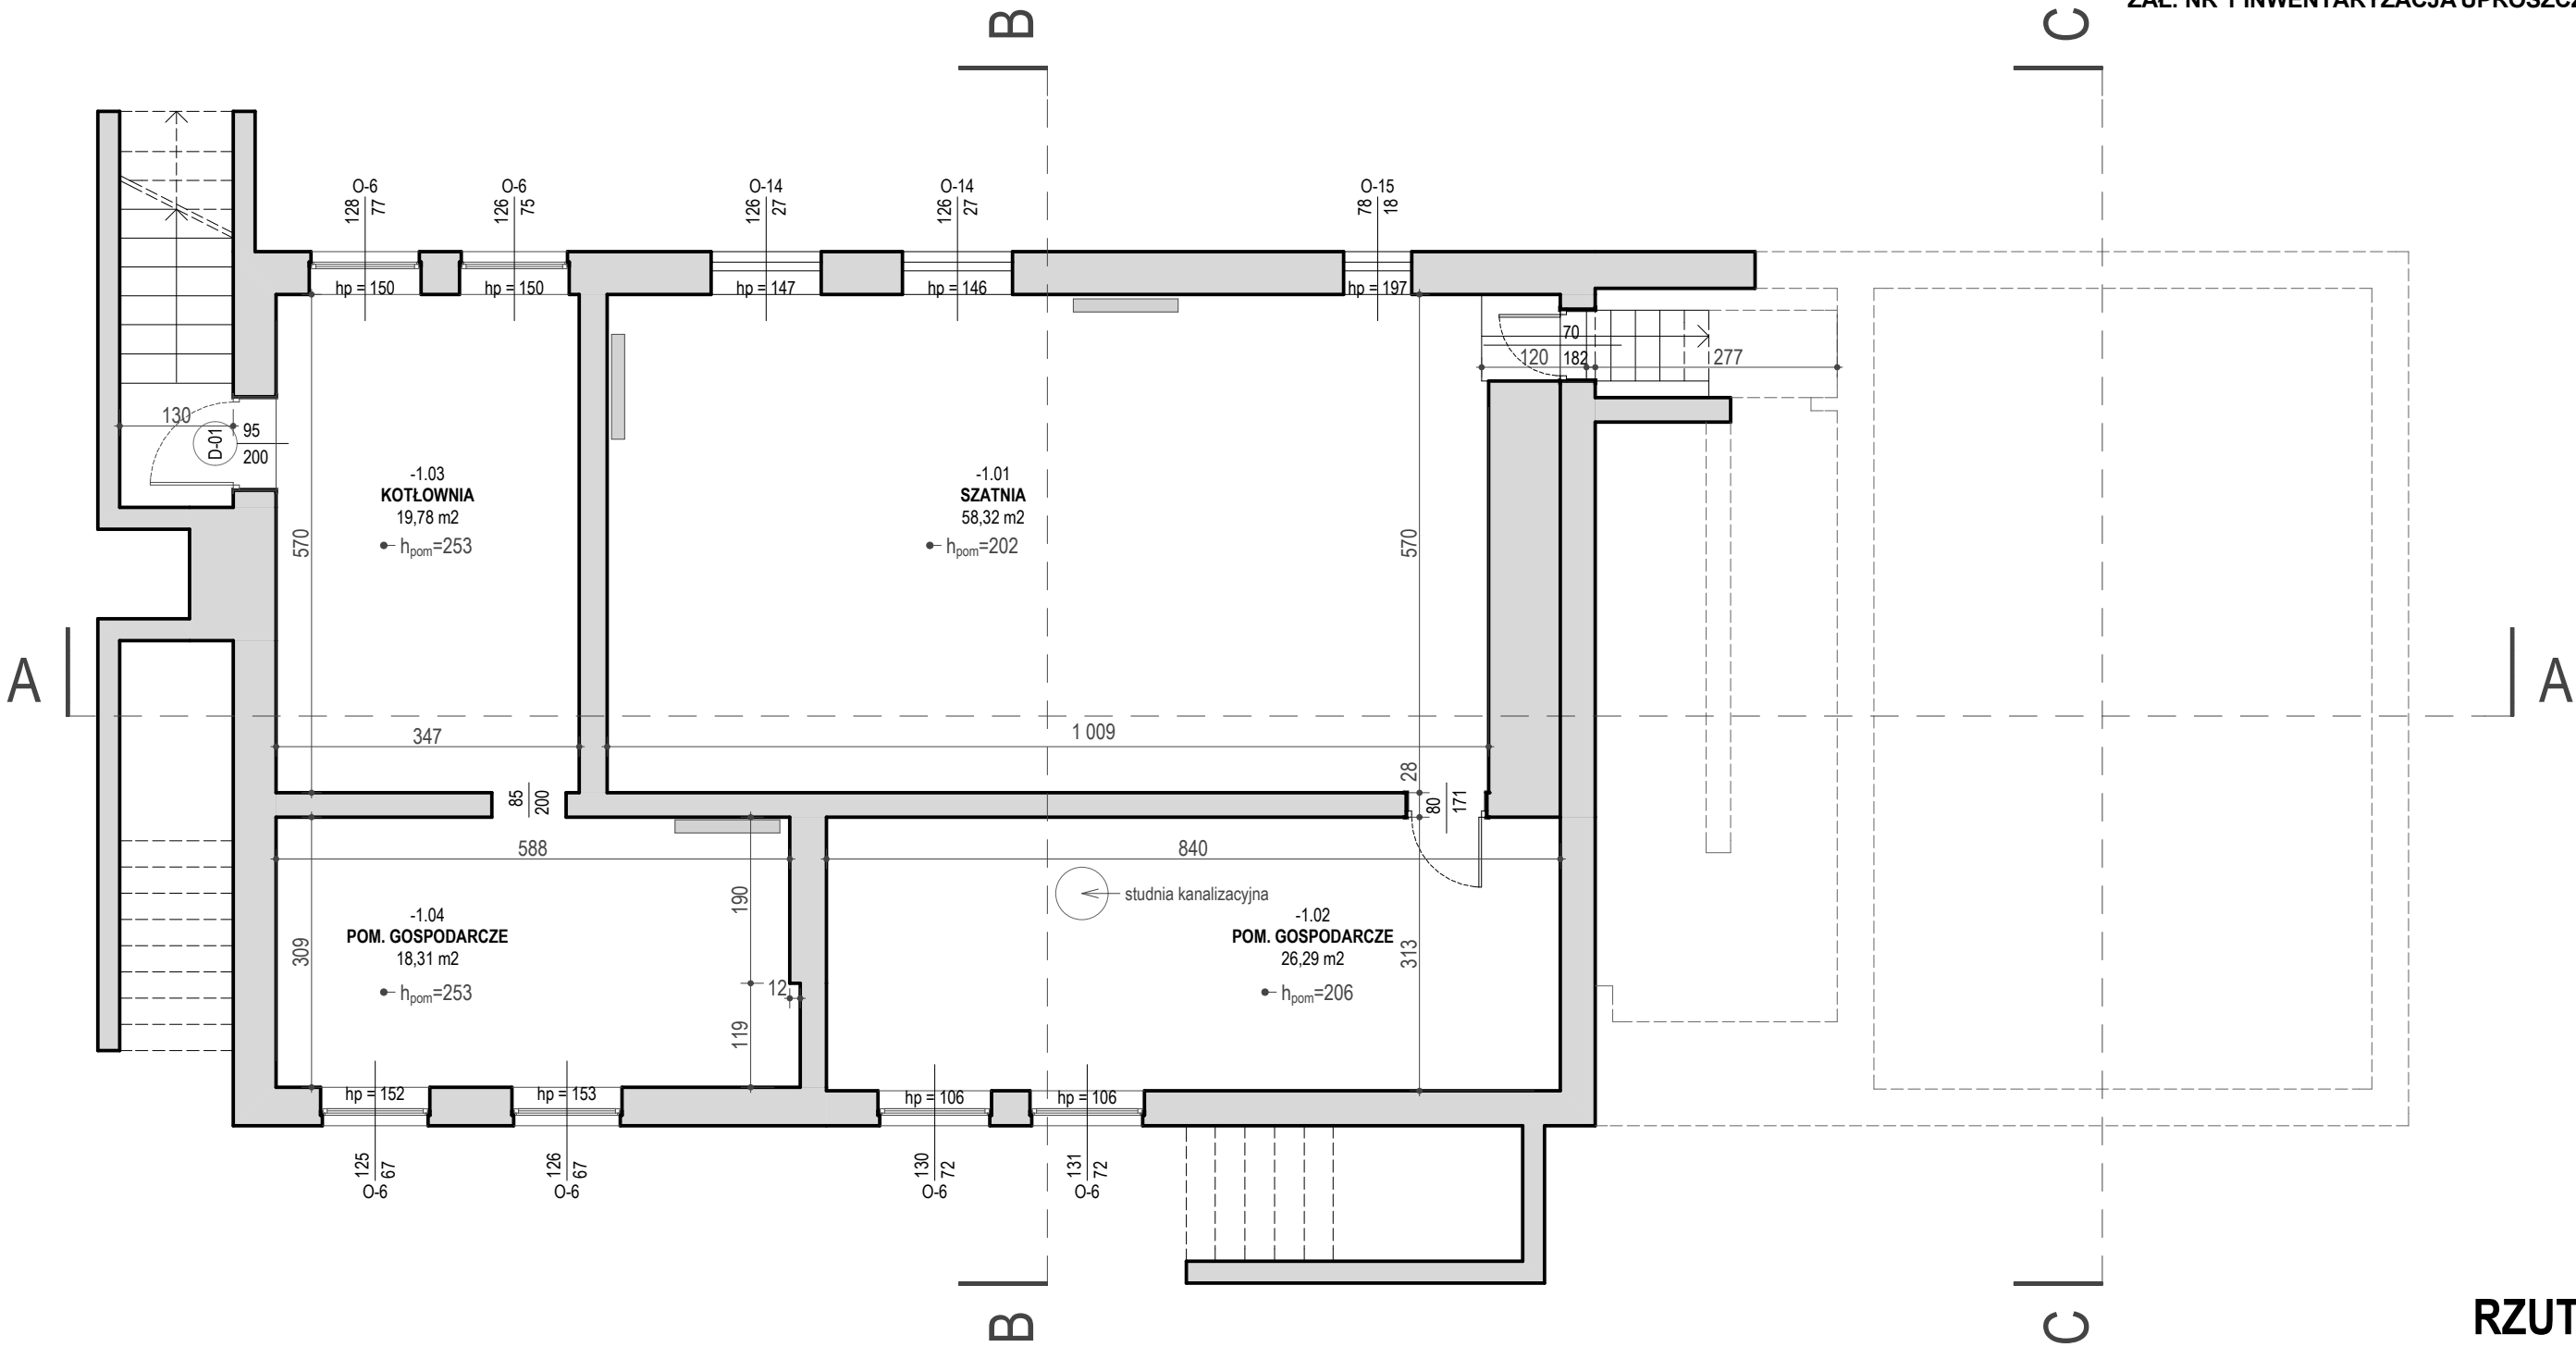 ZAŁ. NR 1 INWENTARYZACJA
B
C
O-6
128
77
O-6
126
75
O-14
126
27
O-14
126
27
O-15
78
18
hp = 150
hp = 150
hp = 147
hp = 146
hp = 197
70
120
182
277
130
D-01
95
200
-1.03
KOTŁOWNIA
19,78 m2
hpom=253
-1.01
SZATNIA
58,32 m2
hpom=202
570
570
A
A
347
1 009
28
85
200
80
171
588
840
190
studnia kanalizacyjna
-1.04
POM. GOSPODARCZE
18,31 m2
hpom=253
-1.02
POM. GOSPODARCZE
26,29 m2
hpom=206
309
313
12
119
hp = 152
hp = 153
hp = 106
hp = 106
125
67
O-6
126
67
O-6
130
72
O-6
131
72
O-6
B
C
RZUT